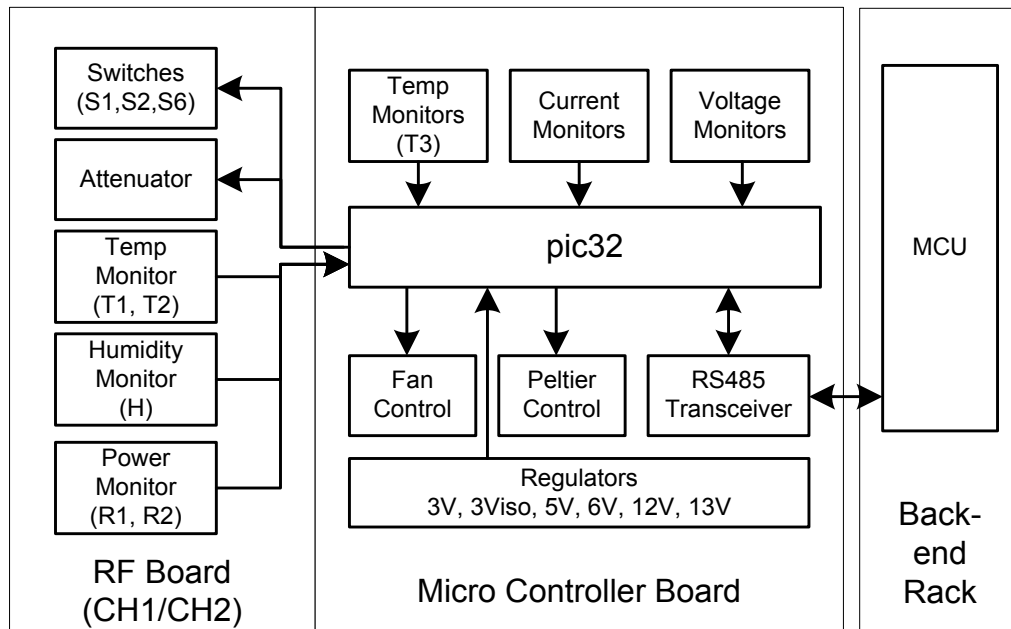 Switches
(S1,S2,S6)
Attenuator
Temp
Monitor
(T1, T2)
Humidity
Monitor
(H)
Power
Monitor
(R1, R2)
RF Board
(CH1/CH2)
Temp
Monitors
(T3)
Current
Monitors
Voltage
Monitors
pic32
Fan
Control
Peltier
Control
RS485
Transceiver
Regulators
3V, 3Viso, 5V, 6V, 12V, 13V
Micro Controller Board
MCU
Back-
end
Rack